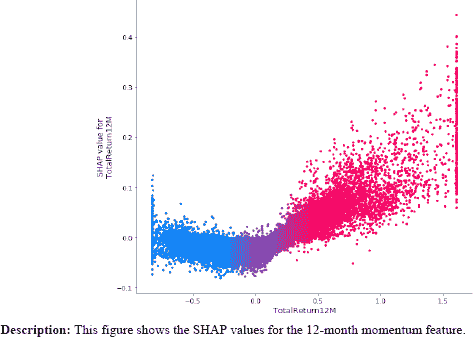 0.4
0.3
0.2
0.1
0.0
−0.1
SHAP value for
TotalReturn12M
−0.5
0.0
0.5
1.0
1.5
TotalReturn12M
Description: This figure shows the SHAP values for the 12-month momentum feature.